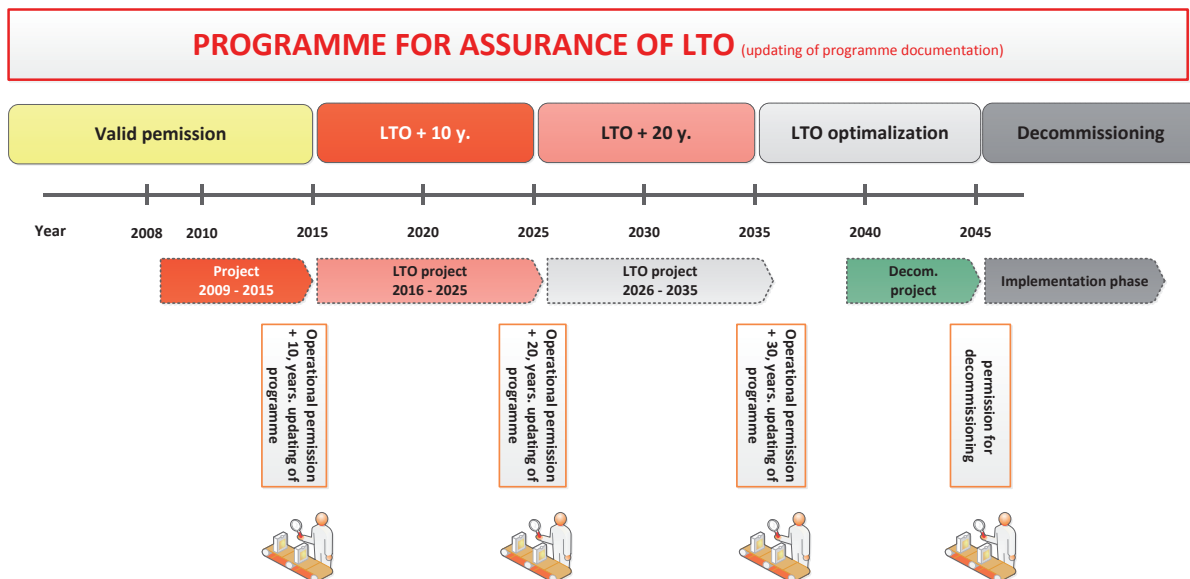 PROGRAMME FOR ASSURANCE OF LTO (updating of programme documentation)
Valid pemission
LTO + 10 y.
LTO + 20 y.
LTO optimalization
Decommissioning
Year
2008
2010
2015
2020
2025
2030
2035
2040
2045
Project
2009 - 2015
LTO project
2016 - 2025
LTO project
2026 - 2035
Decom.
project
Implementation phase
Operational permission
+ 10, years. updating of
programme
Operational permission
+ 20, years. updating of
programme
Operational permission
+ 30, years. updating of
programme
permission for
decommissioning